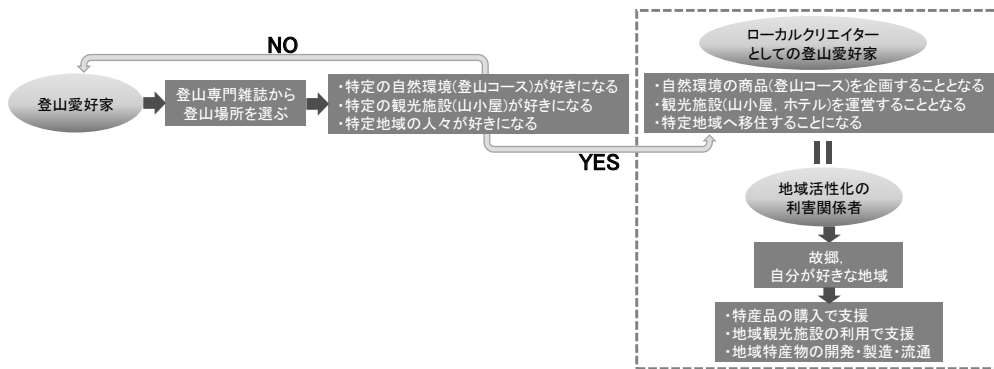 NO
登山愛好家
登山専門雑誌から
登山場所を選ぶ
・特定の自然環境(登山コース)が好きになる
・特定の観光施設(山小屋)が好きになる
・特定地域の人々が好きになる
YES
ローカルクリエイター
としての登山愛好家
・自然環境の商品(登山コース)を企画することとなる
・観光施設(山小屋, ホテル)を運営することとなる
・特定地域へ移住することになる
地域活性化の
利害関係者
故郷,
自分が好きな地域
・特産品の購入で支援
・地域観光施設の利用で支援
・地域特産物の開発・製造・流通